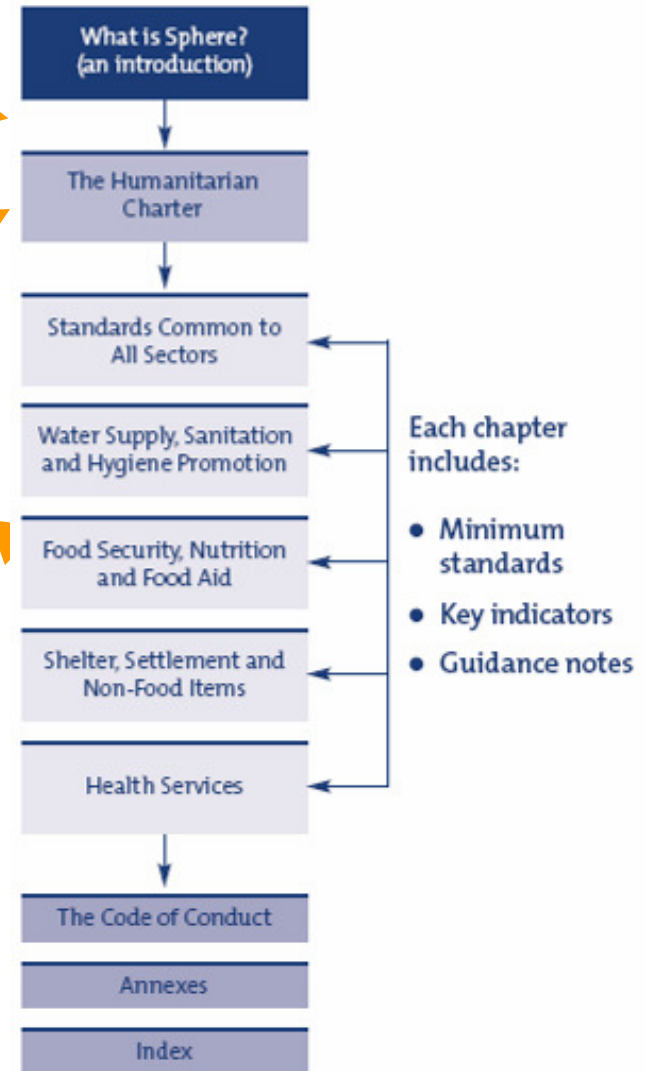 What is Sphere?
(an introduction)
The Humanitarian
Charter
Standards Common to
All Sectors
Water Supply, Sanitation
and Hygiene Promotion
Food Security, Nutrition
and Food Aid
Shelter, Settlement and
Non-Food Items
Health Services
Each chapter
includes:
● Minimum
standards
● Key indicators
● Guidance notes
The Code of Conduct
Annexes
Index